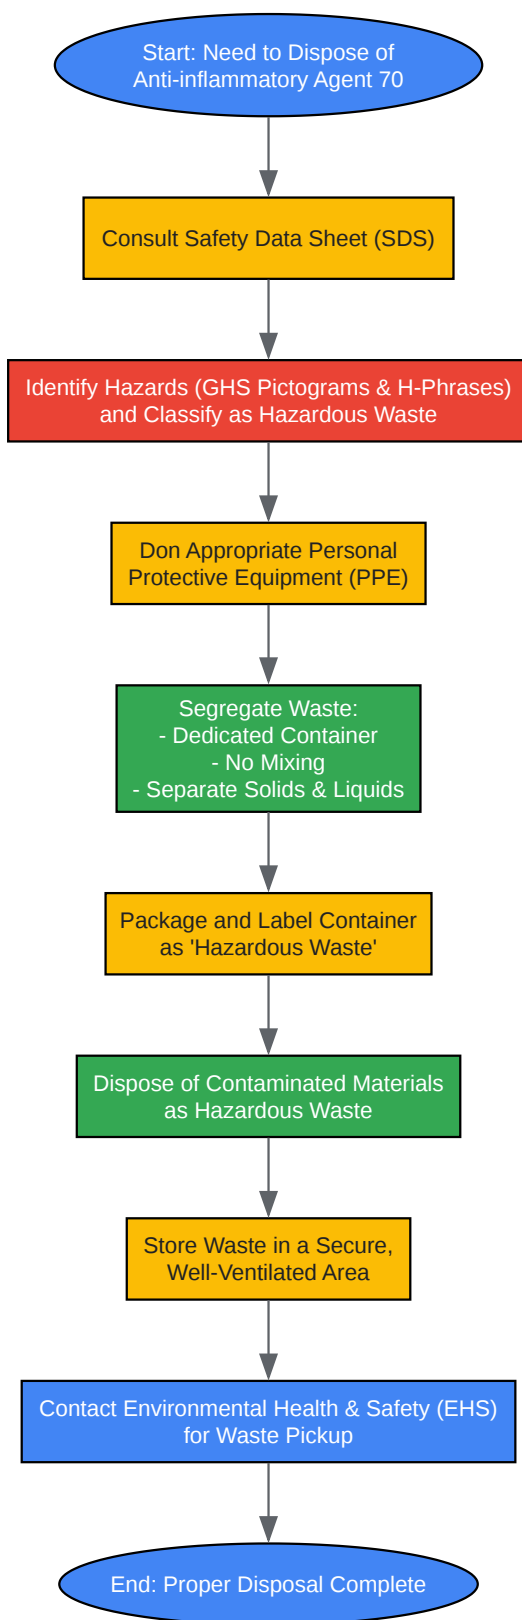 Start: Need to Dispose of
Anti-inflammatory Agent 70
Consult Safety Data Sheet (SDS)
Identify Hazards (GHS Pictograms & H-Phrases)
and Classify as Hazardous Waste
Don Appropriate Personal
Protective Equipment (PPE)
Segregate Waste:
- Dedicated Container
- No Mixing
- Separate Solids & Liquids
Package and Label Container
as 'Hazardous Waste'
Dispose of Contaminated Materials
as Hazardous Waste
Store Waste in a Secure,
Well-Ventilated Area
Contact Environmental Health & Safety (EHS)
for Waste Pickup
End: Proper Disposal Complete